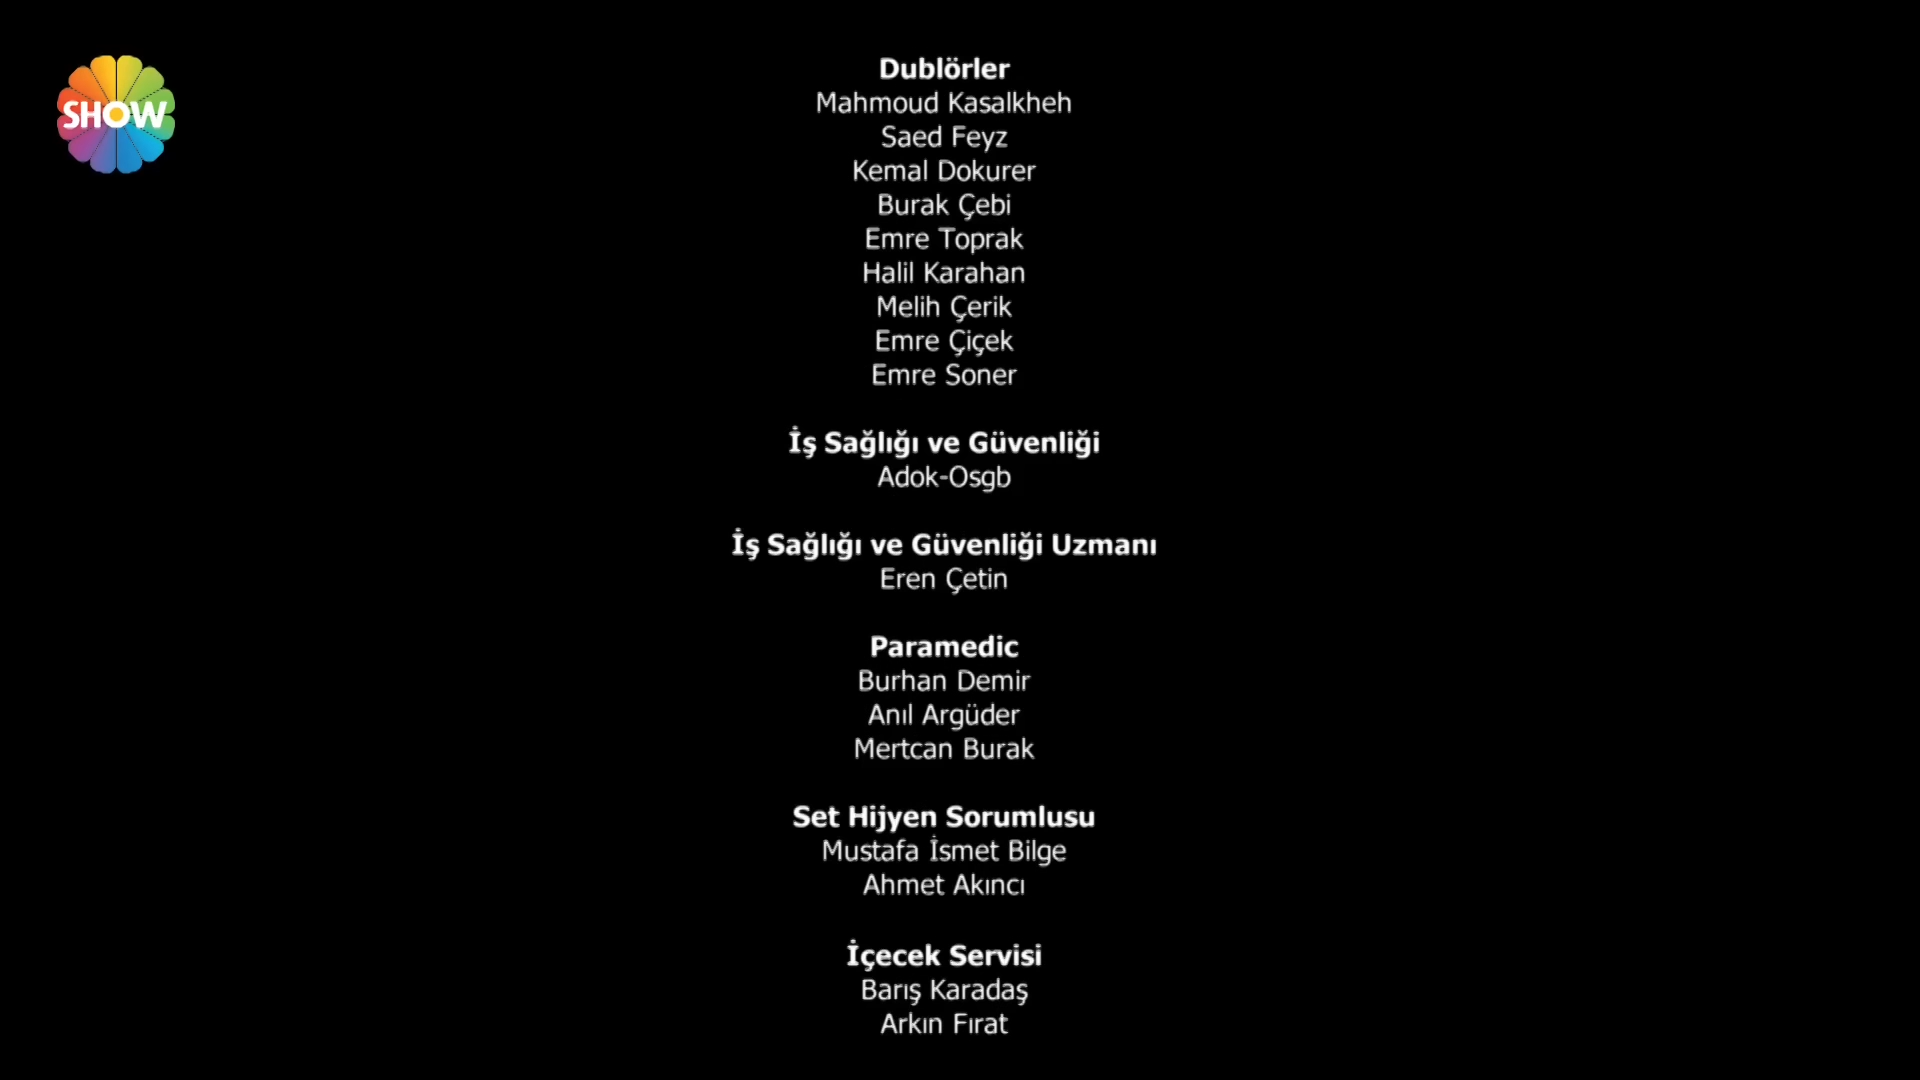 SHOW
Dublörler
Mahmoud Kasalkheh
Saed Feyz
Kemal Dokurer
Burak Çebi
Emre Toprak
Halil Karahan
Melih Çerik
Emre Çiçek
Emre Soner
İş Sağlığı ve Güvenliği
Adok-Osgb
İş Sağlığı ve Güvenliği Uzmanı
Eren Çetin
Paramedic
Burhan Demir
Anıl Argüder
Mertcan Burak
Set Hijyen Sorumlusu
Mustafa İsmet Bilge
Ahmet Akıncı
İçecek Servisi
Barış Karadaş
Arkın Fırat